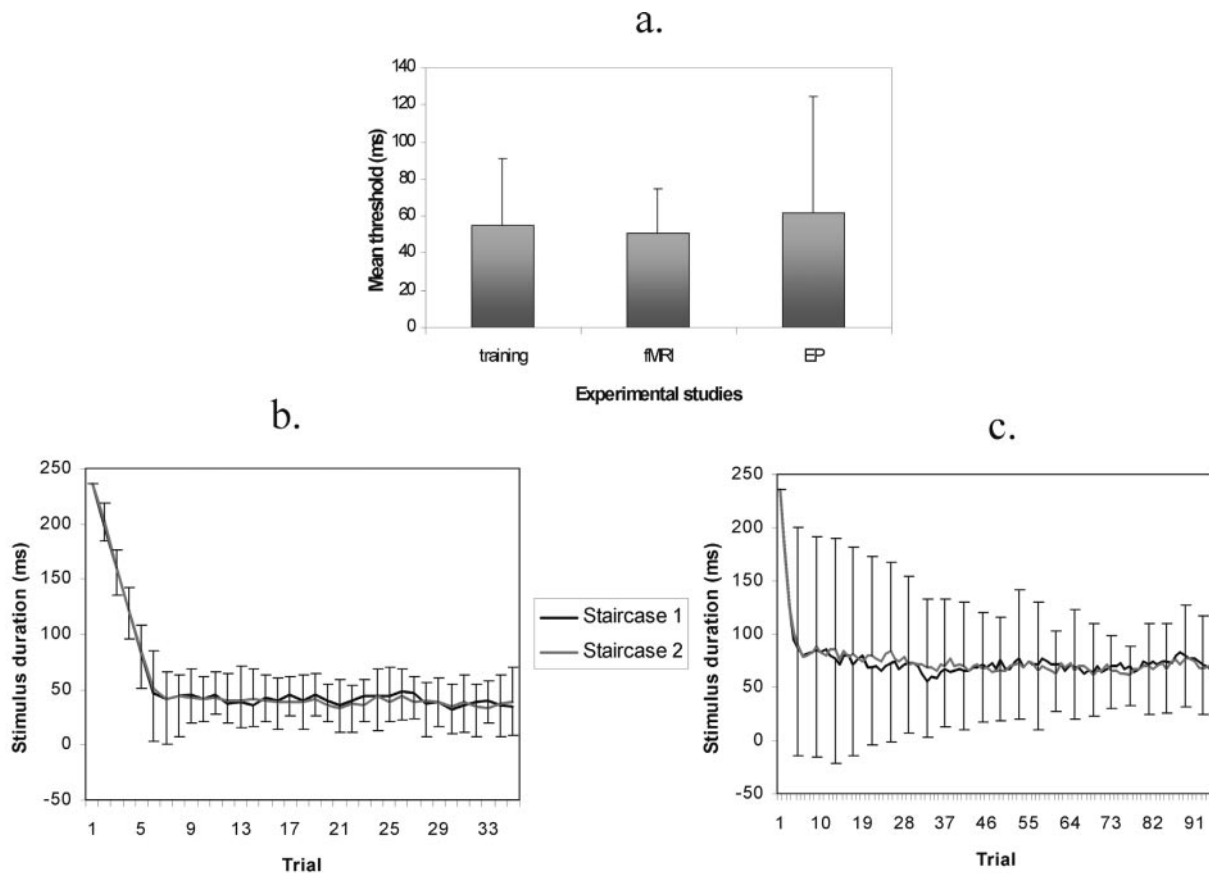 a.
140
120
100
80
60
40
20
0
Mean threshold (ms)
training fMRI EP
Experimental studies
b.
250
200
150
100
50
0
-50
Stimulus duration (ms)
1 5 9 13 17 21 25 29 33
Trial
Staircase 1
Staircase 2
c.
250
200
150
100
50
0
-50
Stimulus duration (ms)
1 10 19 28 37 46 55 64 73 82 91
Trial